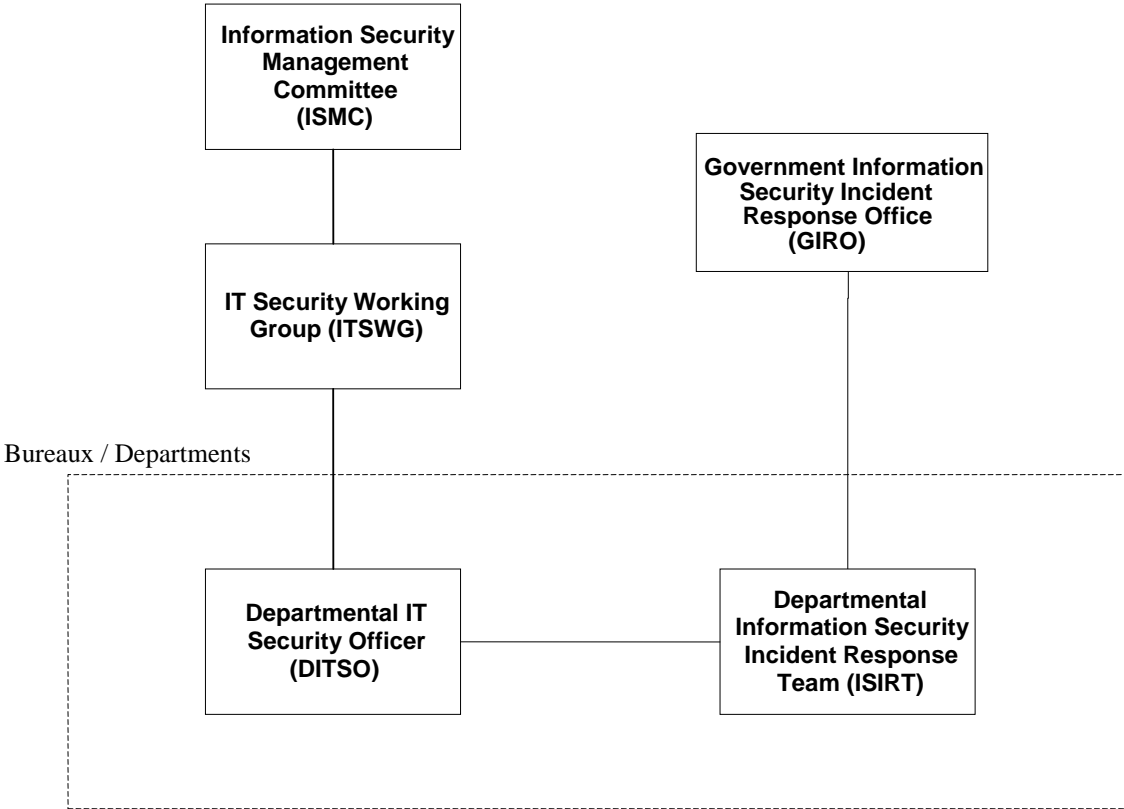 Information Security
Management
Committee
(ISMC)
Government Information
Security Incident
Response Office
(GIRO)
IT Security Working
Group (ITSWG)
Bureaux / Departments
Departmental IT
Security Officer
(DITSO)
Departmental
Information Security
Incident Response
Team (ISIRT)